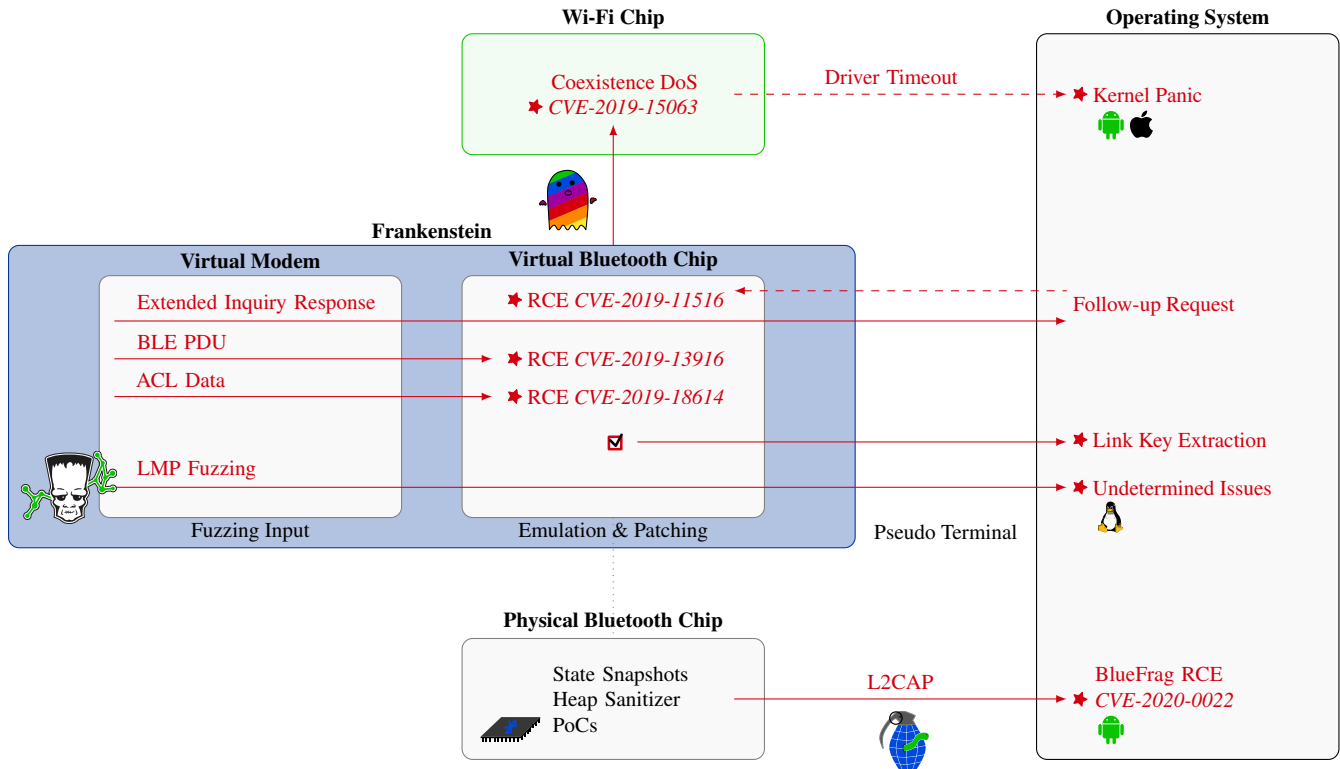 Wi-Fi Chip
Operating System
Coexistence DoS
CVE-2019-15063
Driver Timeout
Kernel Panic
Frankenstein
Virtual Modem
Virtual Bluetooth Chip
Extended Inquiry Response
RCE CVE-2019-11516
Follow-up Request
BLE PDU
RCE CVE-2019-13916
ACL Data
RCE CVE-2019-18614
Link Key Extraction
LMP Fuzzing
Undetermined Issues
Fuzzing Input
Emulation & Patching
Pseudo Terminal
Physical Bluetooth Chip
State Snapshots
Heap Sanitizer
PoCs
L2CAP
BlueFrag RCE
CVE-2020-0022